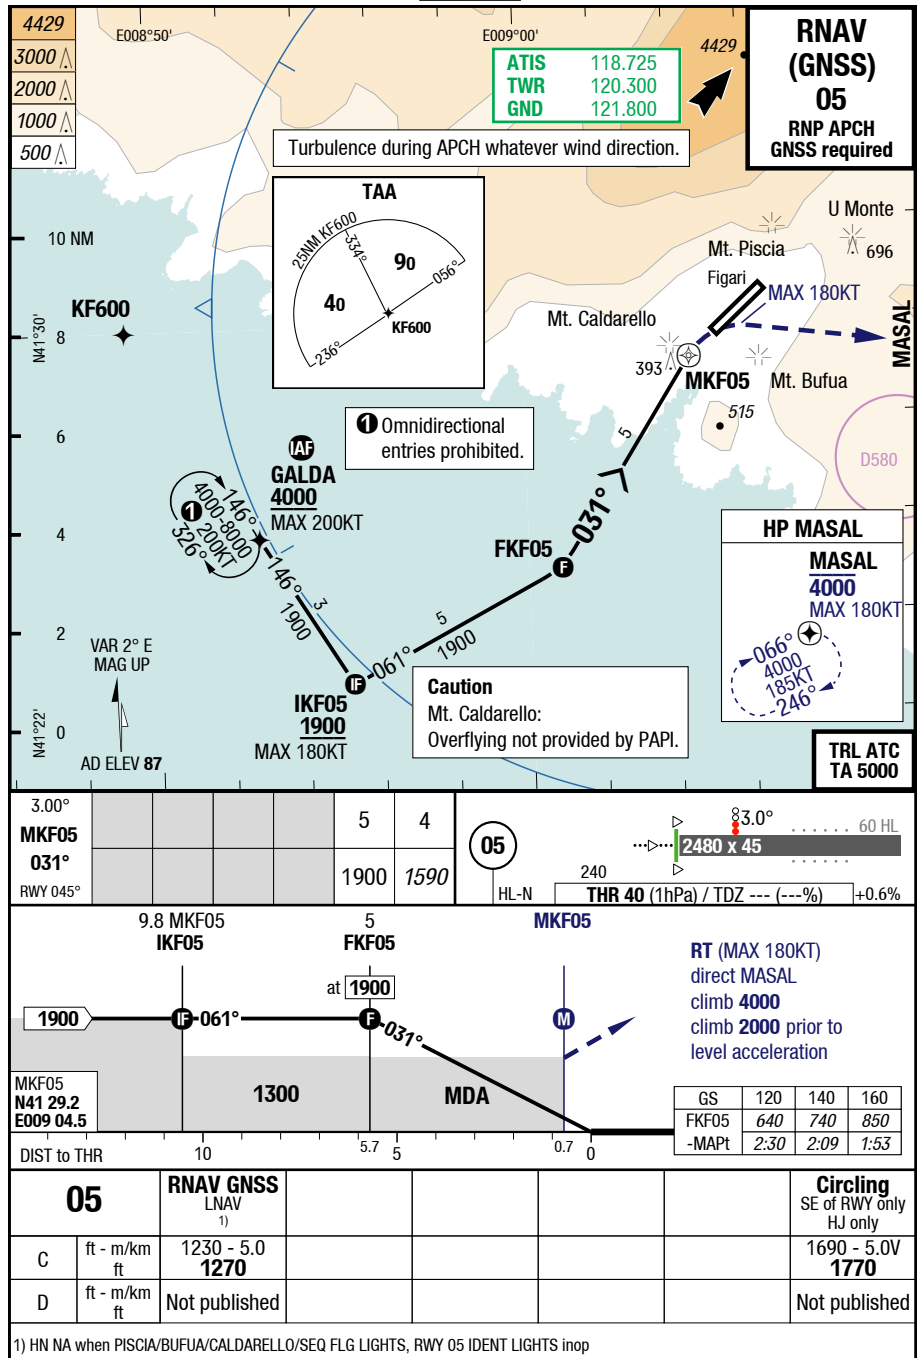 4429
3000
2000
1000
500
E008°50'
E009°00'
ATIS 118.725
TWR 120.300
GND 121.800
4429
RNAV
(GNSS)
05
RNP APCH
GNSS required
Turbulence during APCH whatever wind direction.
TAA
25NM KF600
334°
90
056°
40
KF600
236°
10 NM
KF600
N41°30'
8
U Monte
696
Mt. Piscia
Figari
MAX 180KT
MASAL
Mt. Caldarello
393
MKF05
Mt. Bufua
515
D580
1 Omnidirectional
entries prohibited.
6
IAF
GALDA
4000
MAX 200KT
1
146°
4000-8000
200KT
326°
4
146°
3
1900
FKF05
F
031°
5
5
1900
061°
2
VAR 2° E
MAG UP
IF
IKF05
1900
MAX 180KT
Caution
Mt. Caldarello:
Overflying not provided by PAPI.
HP MASAL
MASAL
4000
MAX 180KT
066°
4000
185KT
246°
N41°22'
0
AD ELEV 87
TRL ATC
TA 5000
3.00°
MKF05
031°
RWY 045°
5 4
1900 1590
05
HL-N
3.0°
60 HL
2480 x 45
240
THR 40 (1hPa) / TDZ --- (---%)
+0.6%
9.8 MKF05
IKF05
5
FKF05
MKF05
at 1900
1900
IF
061°
F
031°
M
RT (MAX 180KT)
direct MASAL
climb 4000
climb 2000 prior to
level acceleration
MKF05
N41 29.2
E009 04.5
1300
MDA
GS 120 140 160
FKF05 640 740 850
-MAPt 2:30 2:09 1:53
DIST to THR
10
5.7
5
0.7
0
05
RNAV GNSS
LNAV
1)
Circling
SE of RWY only
HJ only
C
ft - m/km
ft
1230 - 5.0
1270
1690 - 5.0V
1770
D
ft - m/km
ft
Not published
Not published
1) HN NA when PISCIA/BUFUA/CALDARELLO/SEQ FLG LIGHTS, RWY 05 IDENT LIGHTS inop